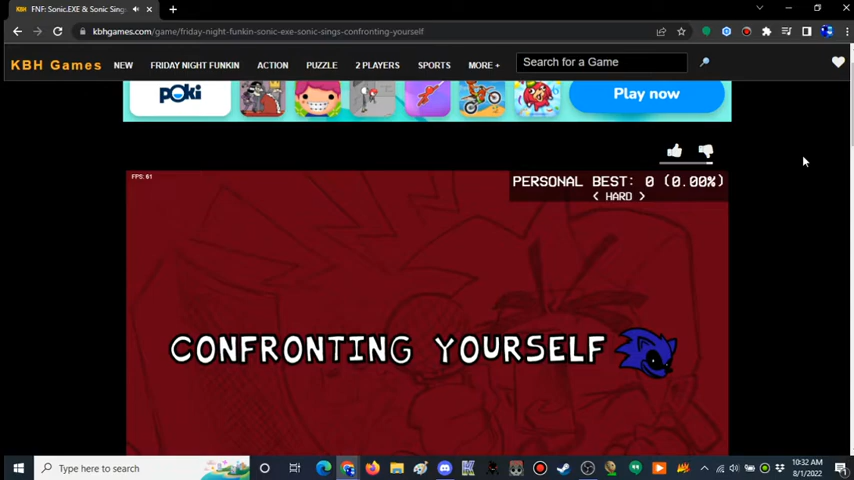 FNF: Sonic.EXE & Sonic Sings
kbhgames.com/game/friday-night-funkin-sonic-exe-sonic-sings-confronting-yourself
KBH Games
NEW
FRIDAY NIGHT FUNKIN
ACTION
PUZZLE
2 PLAYERS
SPORTS
MORE +
Search for a Game
poki
Play now
FPS: 61
PERSONAL BEST: 0 (0.00%)
< HARD >
CONFRONTING YOURSELF
Type here to search
10:32 AM
8/1/2022